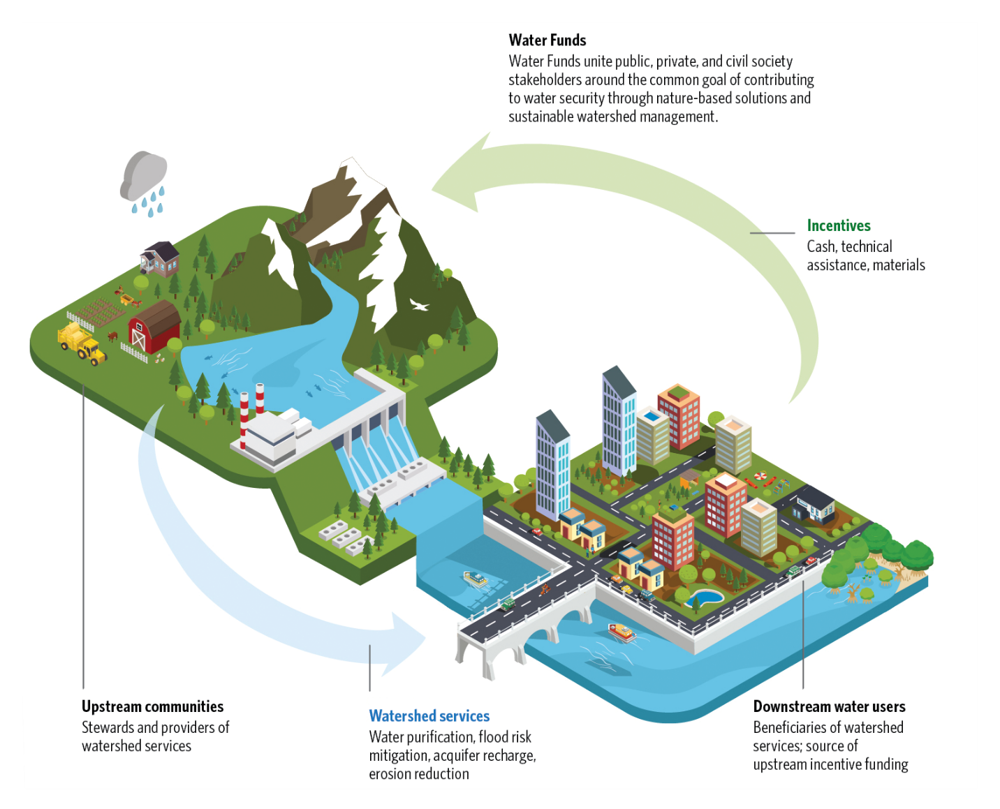 Water Funds
Water Funds unite public, private, and civil society
stakeholders around the common goal of contributing
to water security through nature-based solutions and
sustainable watershed management.
Incentives
Cash, technical
assistance, materials
Upstream communities
Stewards and providers of
watershed services
Watershed services
Water purification, flood risk
mitigation, acquifer recharge,
erosion reduction
Downstream water users
Beneficiaries of watershed
services; source of
upstream incentive funding